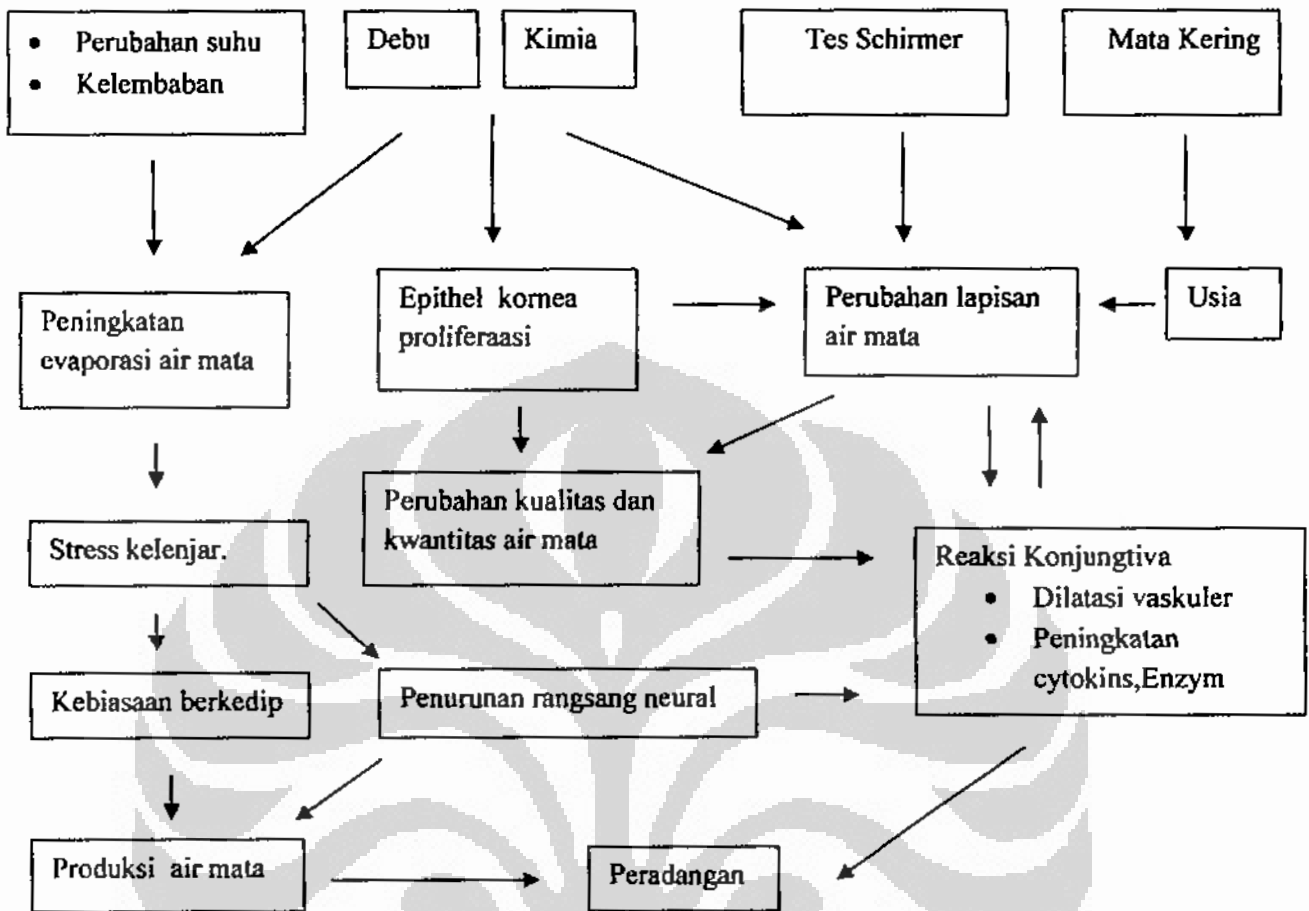 • Perubahan suhu
• Kelembaban
Debu
Kimia
Tes Schirmer
Mata Kering
Peningkatan
evaporasi air mata
Epithel kornea
proliferaasi
Perubahan lapisan
air mata
Usia
Perubahan kualitas dan
kwantitas air mata
Stress kelenjar.
Reaksi Konjungtiva
• Dilatasi vaskuler
• Peningkatan
cytokins,Enzym
Kebiasaan berkedip
Penurunan rangsang neural
Produksi air mata
Peradangan